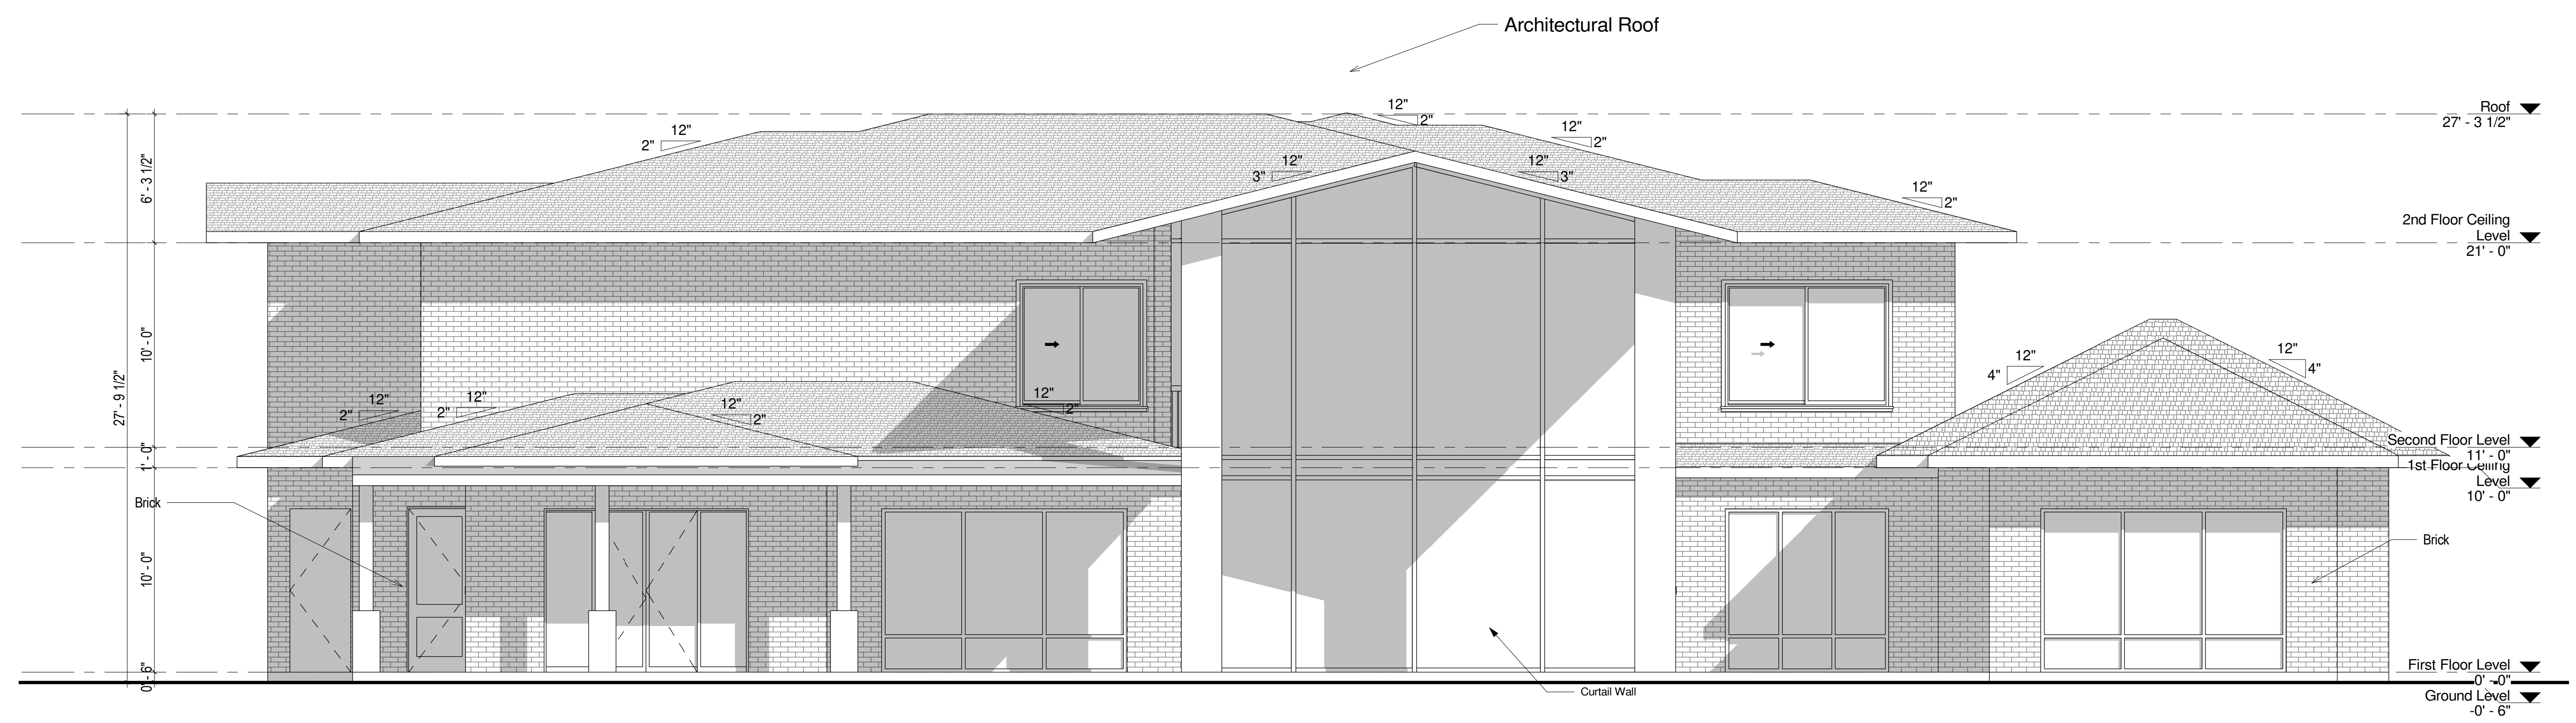 Architectural Roof
Roof
27' - 3 1/2"
12"
2"
12"
2"
12"
2"
12"
3"
12"
3"
12"
2"
6' - 3 1/2"
2nd Floor Ceiling
Level
21' - 0"
10' - 0"
27' - 9 1/2"
12"
4"
12"
4"
12"
2"
12"
2"
12"
2"
12"
2"
Second Floor Level
11' - 0"
1' - 0"
1st Floor Ceiling
Level
10' - 0"
Brick
Brick
10' - 0"
First Floor Level
0' - 0"
0' - 6"
Curtail Wall
Ground Level
-0' - 6"